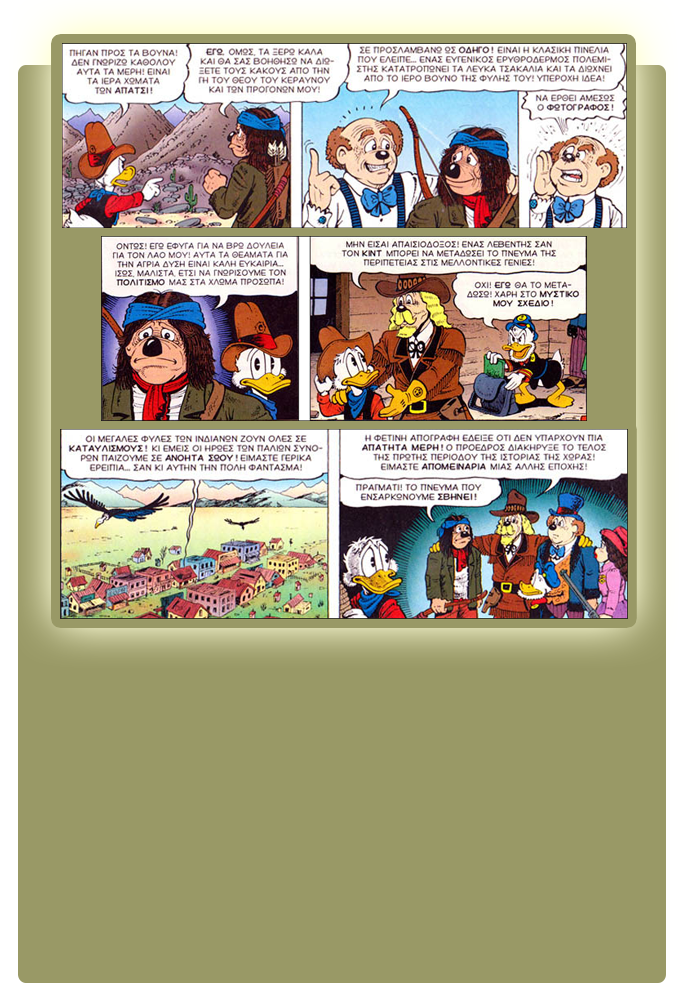 ΠΗΓΑΝ ΠΡΟΣ ΤΑ ΒΟΥΝΑ!
ΔΕΝ ΓΝΩΡΙΖΩ ΚΑΘΟΛΟΥ
ΑΥΤΑ ΤΑ ΜΕΡΗ! ΕΙΝΑΙ
ΤΑ ΙΕΡΑ ΧΩΜΑΤΑ
ΤΩΝ ΑΠΑΤΣΙ!
ΕΓΩ, ΟΜΩΣ, ΤΑ ΞΕΡΩ ΚΑΛΑ
ΚΑΙ ΘΑ ΣΑΣ ΒΟΗΘΗΣΩ ΝΑ ΔΙΩ-
ΞΕΤΕ ΤΟΥΣ ΚΑΚΟΥΣ ΑΠΟ ΤΗΝ
ΓΗ ΤΟΥ ΘΕΟΥ ΤΟΥ ΚΕΡΑΥΝΟΥ
ΚΑΙ ΤΩΝ ΠΡΟΓΟΝΩΝ ΜΟΥ!
ΣΕ ΠΡΟΣΛΑΜΒΑΝΩ ΩΣ ΟΔΗΓΟ! ΕΙΝΑΙ Η ΚΛΑΣΙΚΗ ΠΙΝΕΛΙΑ
ΠΟΥ ΕΛΕΙΠΕ... ΕΝΑΣ ΕΥΓΕΝΙΚΟΣ ΕΡΥΘΡΟΔΕΡΜΟΣ ΠΟΛΕΜΙ-
ΣΤΗΣ ΚΑΤΑΤΡΟΠΩΝΕΙ ΤΑ ΛΕΥΚΑ ΤΣΑΚΑΛΙΑ ΚΑΙ ΤΑ ΔΙΩΧΝΕΙ
ΑΠΟ ΤΟ ΙΕΡΟ ΒΟΥΝΟ ΤΗΣ ΦΥΛΗΣ ΤΟΥ! ΥΠΕΡΟΧΗ ΙΔΕΑ!
ΝΑ ΕΡΘΕΙ ΑΜΕΣΩΣ
Ο ΦΩΤΟΓΡΑΦΟΣ!
ΟΝΤΩΣ! ΕΓΩ ΕΦΥΓΑ ΓΙΑ ΝΑ ΒΡΩ ΔΟΥΛΕΙΑ
ΓΙΑ ΤΟΝ ΛΑΟ ΜΟΥ! ΑΥΤΑ ΤΑ ΘΕΑΜΑΤΑ ΓΙΑ
ΤΗΝ ΑΓΡΙΑ ΔΥΣΗ ΕΙΝΑΙ ΚΑΛΗ ΕΥΚΑΙΡΙΑ...
ΙΣΩΣ, ΜΑΛΙΣΤΑ, ΕΤΣΙ ΝΑ ΓΝΩΡΙΣΟΥΜΕ ΤΟΝ
ΠΟΛΙΤΙΣΜΟ ΜΑΣ ΣΤΑ ΧΛΩΜΑ ΠΡΟΣΩΠΑ!
ΜΗΝ ΕΙΣΑΙ ΑΠΑΙΣΙΟΔΟΞΟΣ! ΕΝΑΣ ΛΕΒΕΝΤΗΣ ΣΑΝ
ΤΟΝ ΚΙΝΤ ΜΠΟΡΕΙ ΝΑ ΜΕΤΑΔΩΣΕΙ ΤΟ ΠΝΕΥΜΑ ΤΗΣ
ΠΕΡΙΠΕΤΕΙΑΣ ΣΤΙΣ ΜΕΛΛΟΝΤΙΚΕΣ ΓΕΝΙΕΣ!
ΟΧΙ! ΕΓΩ ΘΑ ΤΟ ΜΕΤΑ-
ΔΩΣΩ! ΧΑΡΗ ΣΤΟ ΜΥΣΤΙΚΟ
ΜΟΥ ΣΧΕΔΙΟ!
ΟΙ ΜΕΓΑΛΕΣ ΦΥΛΕΣ ΤΩΝ ΙΝΔΙΑΝΩΝ ΖΟΥΝ ΟΛΕΣ ΣΕ
ΚΑΤΑΥΛΙΣΜΟΥΣ! ΚΙ ΕΜΕΙΣ ΟΙ ΗΡΩΕΣ ΤΩΝ ΠΑΛΙΩΝ ΣΥΝΟ-
ΡΩΝ ΠΑΙΖΟΥΜΕ ΣΕ ΑΝΟΗΤΑ ΣΟΟΥ! ΕΙΜΑΣΤΕ ΓΕΡΙΚΑ
ΕΡΕΙΠΙΑ... ΣΑΝ ΚΙ ΑΥΤΗΝ ΤΗΝ ΠΟΛΗ ΦΑΝΤΑΣΜΑ!
Η ΦΕΤΙΝΗ ΑΠΟΓΡΑΦΗ ΕΔΕΙΞΕ ΟΤΙ ΔΕΝ ΥΠΑΡΧΟΥΝ ΠΙΑ
ΑΠΑΤΗΤΑ ΜΕΡΗ! Ο ΠΡΟΕΔΡΟΣ ΔΙΑΚΗΡΥΞΕ ΤΟ ΤΕΛΟΣ
ΤΗΣ ΠΡΩΤΗΣ ΠΕΡΙΟΔΟΥ ΤΗΣ ΙΣΤΟΡΙΑΣ ΤΗΣ ΧΩΡΑΣ!
ΕΙΜΑΣΤΕ ΑΠΟΜΕΙΝΑΡΙΑ ΜΙΑΣ ΑΛΛΗΣ ΕΠΟΧΗΣ!
ΠΡΑΓΜΑΤΙ! ΤΟ ΠΝΕΥΜΑ ΠΟΥ
ΕΝΣΑΡΚΩΝΟΥΜΕ ΣΒΗΝΕΙ!